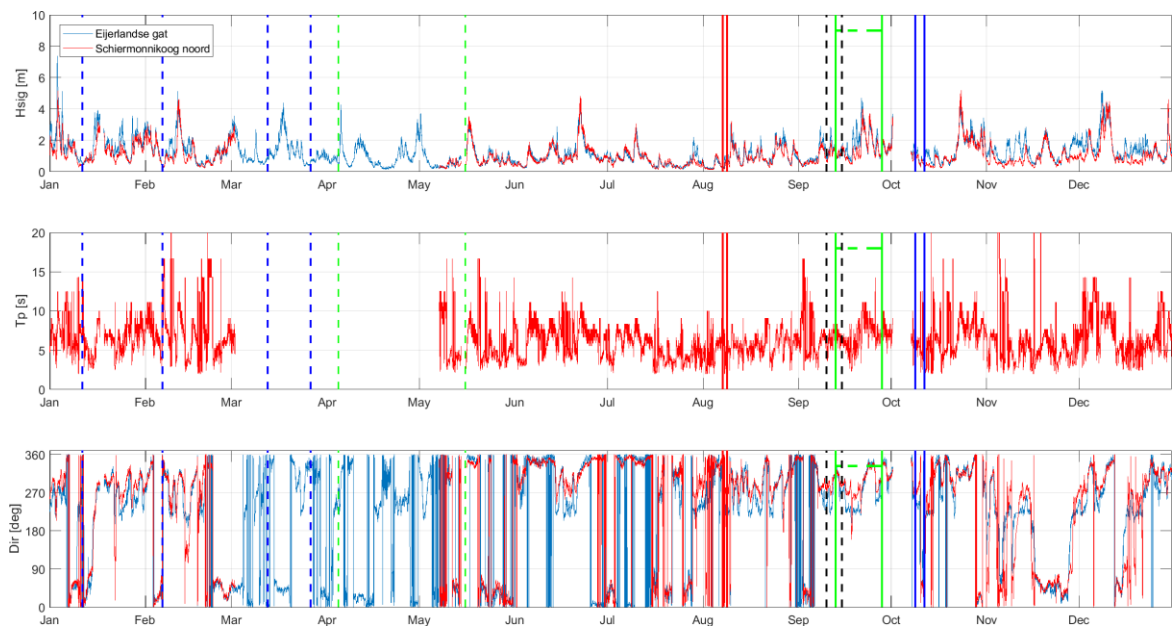 Eijerlandse gat
Schiermonnikoog noord
Hsig [m]
10
8
6
4
2
0
Jan Feb Mar Apr May Jun Jul Aug Sep Oct Nov Dec
Tp [s]
20
15
10
5
0
Jan Feb Mar Apr May Jun Jul Aug Sep Oct Nov Dec
Dir [deg]
360
270
180
90
0
Jan Feb Mar Apr May Jun Jul Aug Sep Oct Nov Dec